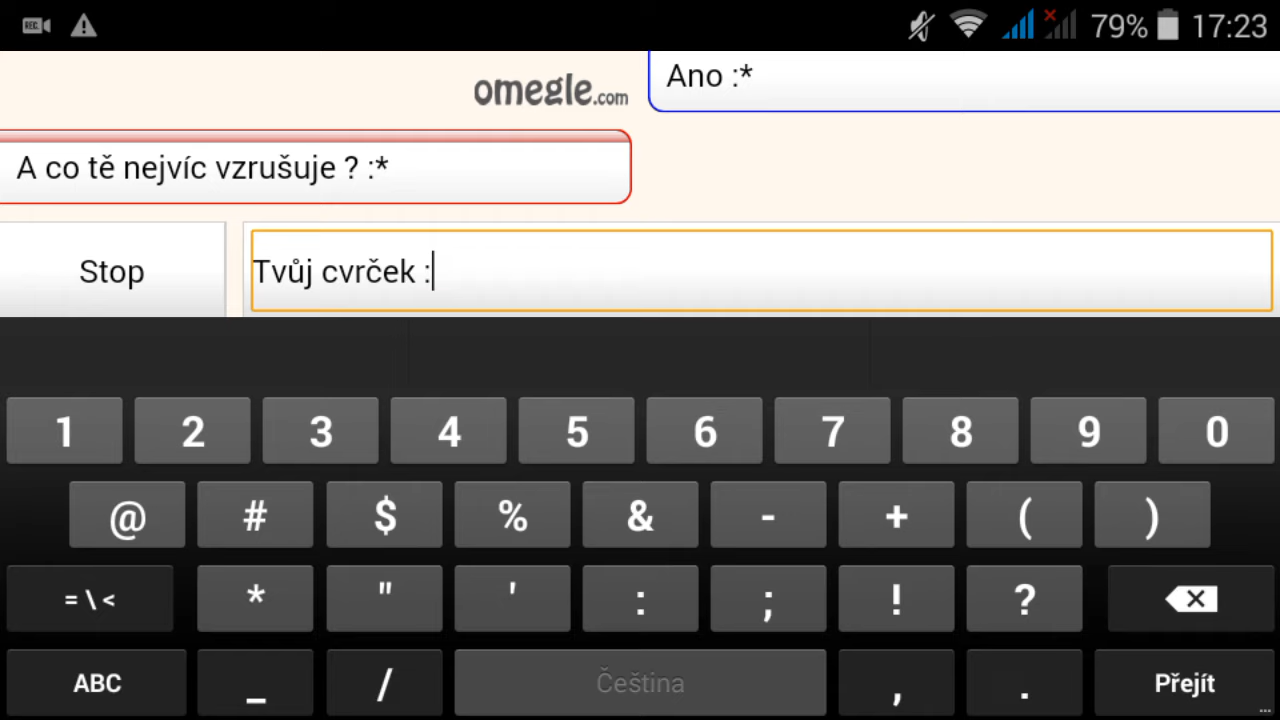 REC
79% 17:23
omegle.com
Ano :*
A co tě nejvíc vzrušuje ? :*
Stop
Tvůj cvrček :
1 2 3 4 5 6 7 8 9 0
@ # $ % & - + ( )
= \ < * " ' : ; ! ?
ABC _ / Čeština , . Přejít
...